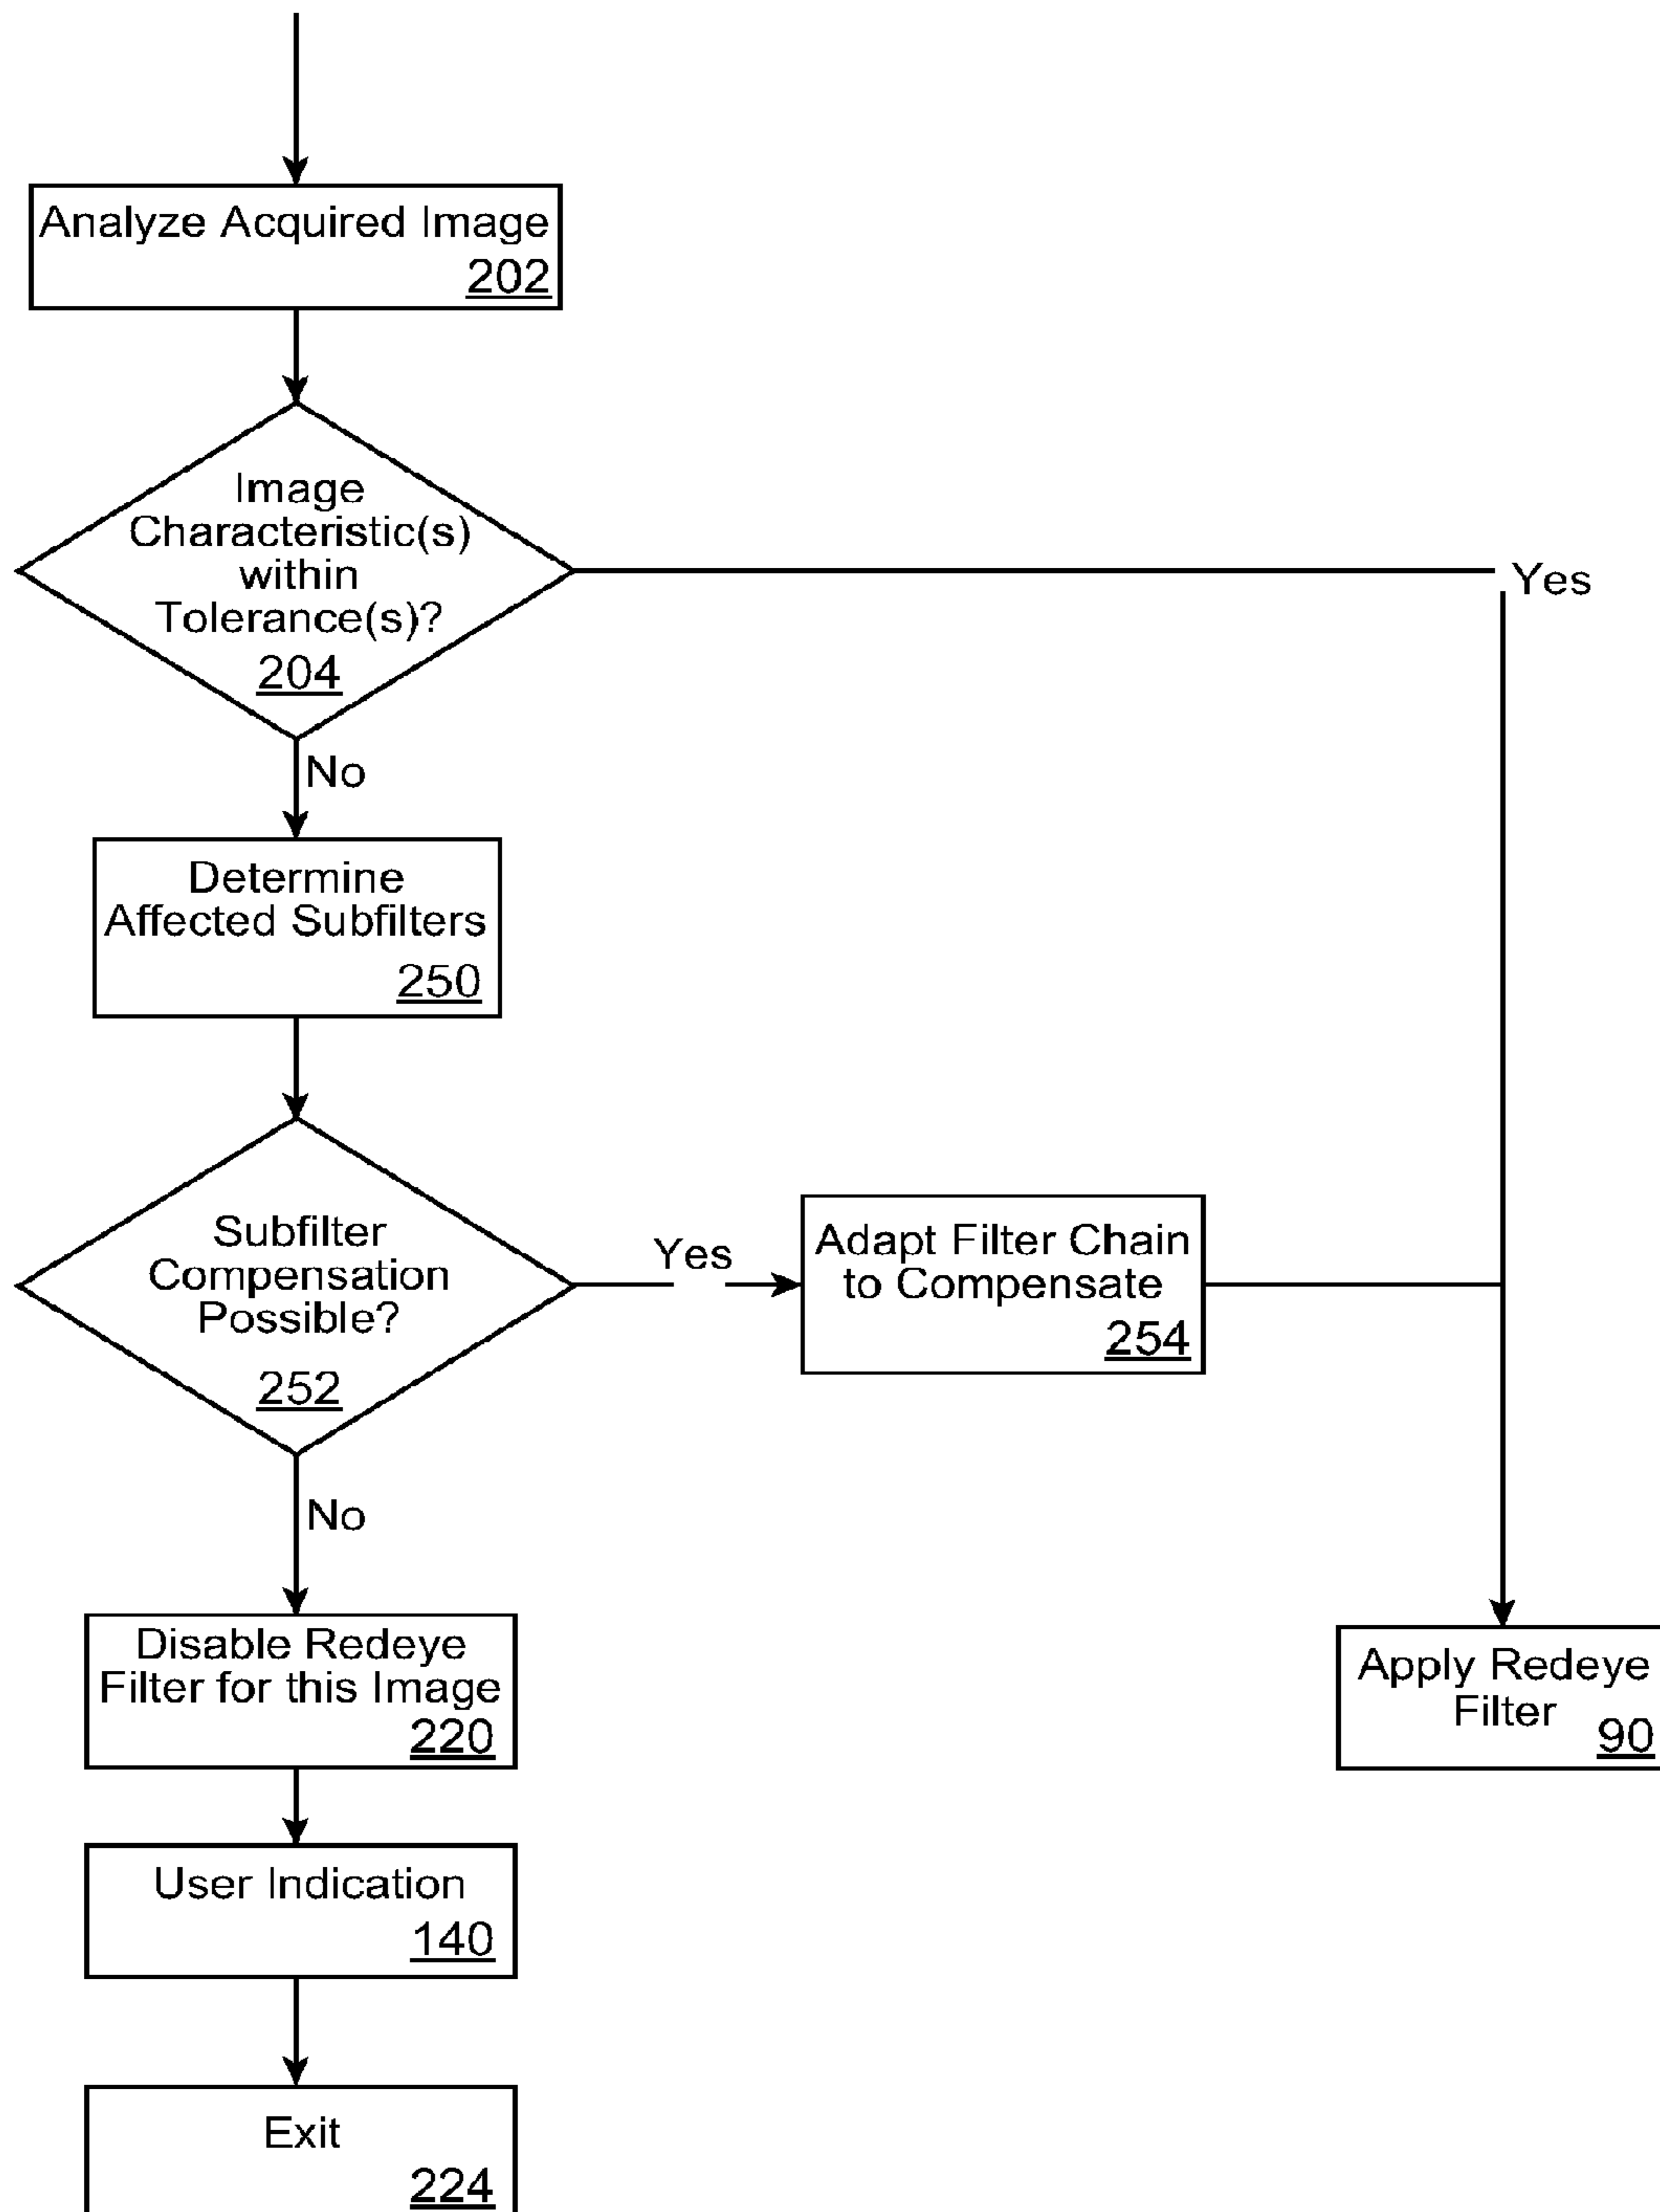 Analyze Acquired Image
202
Image
Characteristic(s)
within
Tolerance(s)?
204
Yes
No
Determine
Affected Subfilters
250
Subfilter
Compensation
Possible?
252
Yes
Adapt Filter Chain
to Compensate
254
No
Disable Redeye
Filter for this Image
220
Apply Redeye
Filter
90
User Indication
140
Exit
224